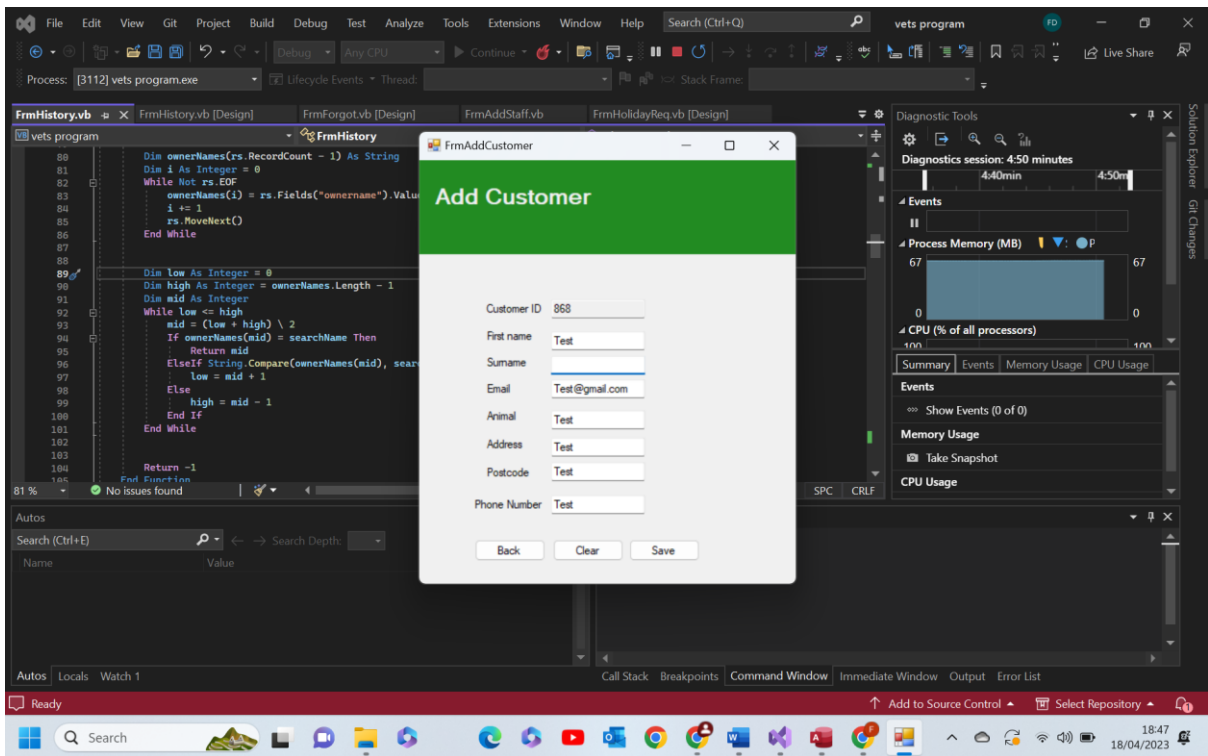 File Edit View Git Project Build Debug Test Analyze Tools Extensions Window Help Search (Ctrl+Q) vets program FD
Debug Any CPU Continue Live Share
Process: [3112] vets program.exe Lifecycle Events Thread: Stack Frame:
FrmHistory.vb FrmHistory.vb [Design] FrmForgot.vb [Design] FrmAddStaff.vb FrmHolidayReq.vb [Design]
vets program FrmHistory
80 Dim ownerNames(rs.RecordCount - 1) As String
81 Dim i As Integer = 0
82 While Not rs.EOF
83 ownerNames(i) = rs.Fields("ownername").Valu
84 i += 1
85 rs.MoveNext()
86 End While
87
88
89 Dim low As Integer = 0
90 Dim high As Integer = ownerNames.Length - 1
91 Dim mid As Integer
92 While low <= high
93 mid = (low + high) \ 2
94 If ownerNames(mid) = searchName Then
95 Return mid
96 ElseIf String.Compare(ownerNames(mid), sear
97 low = mid + 1
98 Else
99 high = mid - 1
100 End If
101 End While
102
103
104 Return -1
105 End Function
81 % No issues found SPC CRLF
FrmAddCustomer
Add Customer
Customer ID 868
First name Test
Surname
Email Test@gmail.com
Animal Test
Address Test
Postcode Test
Phone Number Test
Back Clear Save
Diagnostic Tools
Diagnostics session: 4:50 minutes
4:40min 4:50m
Events
Process Memory (MB) P
67 67
0 0
CPU (% of all processors)
100 100
Summary Events Memory Usage CPU Usage
Events
Show Events (0 of 0)
Memory Usage
Take Snapshot
CPU Usage
Solution Explorer
Git Changes
Autos
Search (Ctrl+E) Search Depth:
Name Value
Autos Locals Watch 1
Call Stack Breakpoints Command Window Immediate Window Output Error List
Ready Add to Source Control Select Repository
Search
18:47
18/04/2023